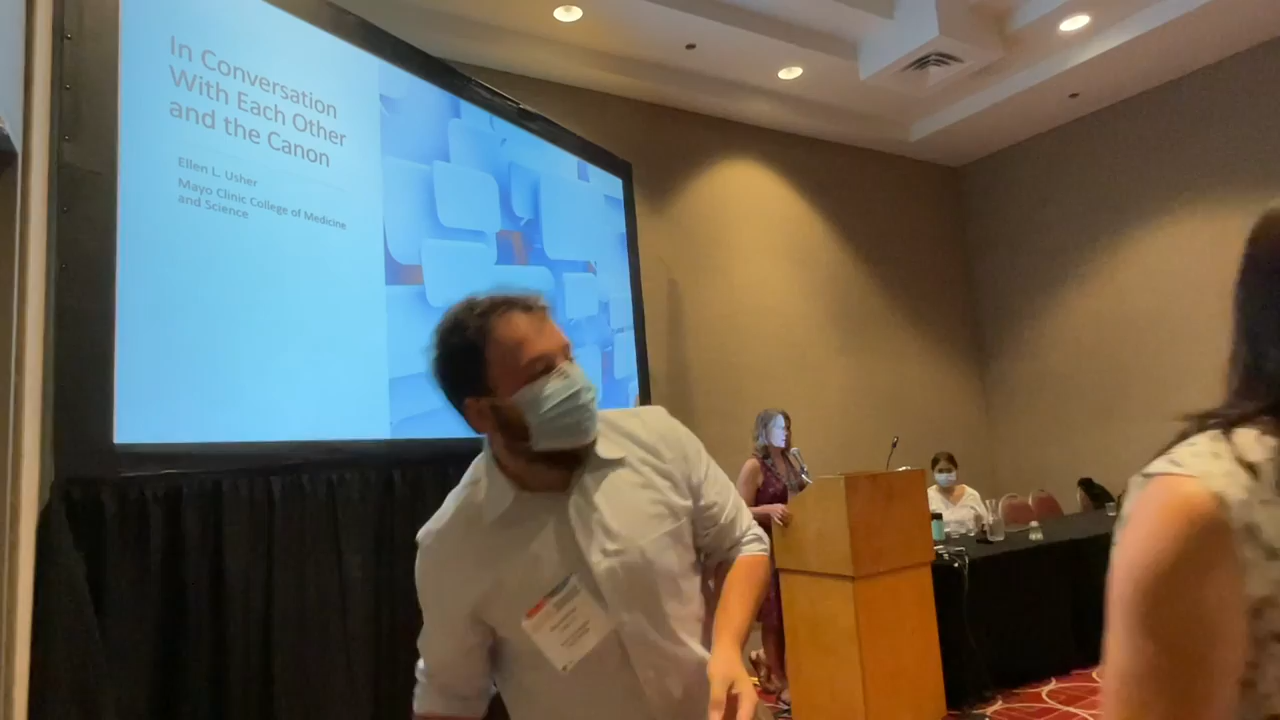 In Conversation
With Each Other
and the Canon
Ellen L. Usher
Mayo Clinic College of Medicine
and Science